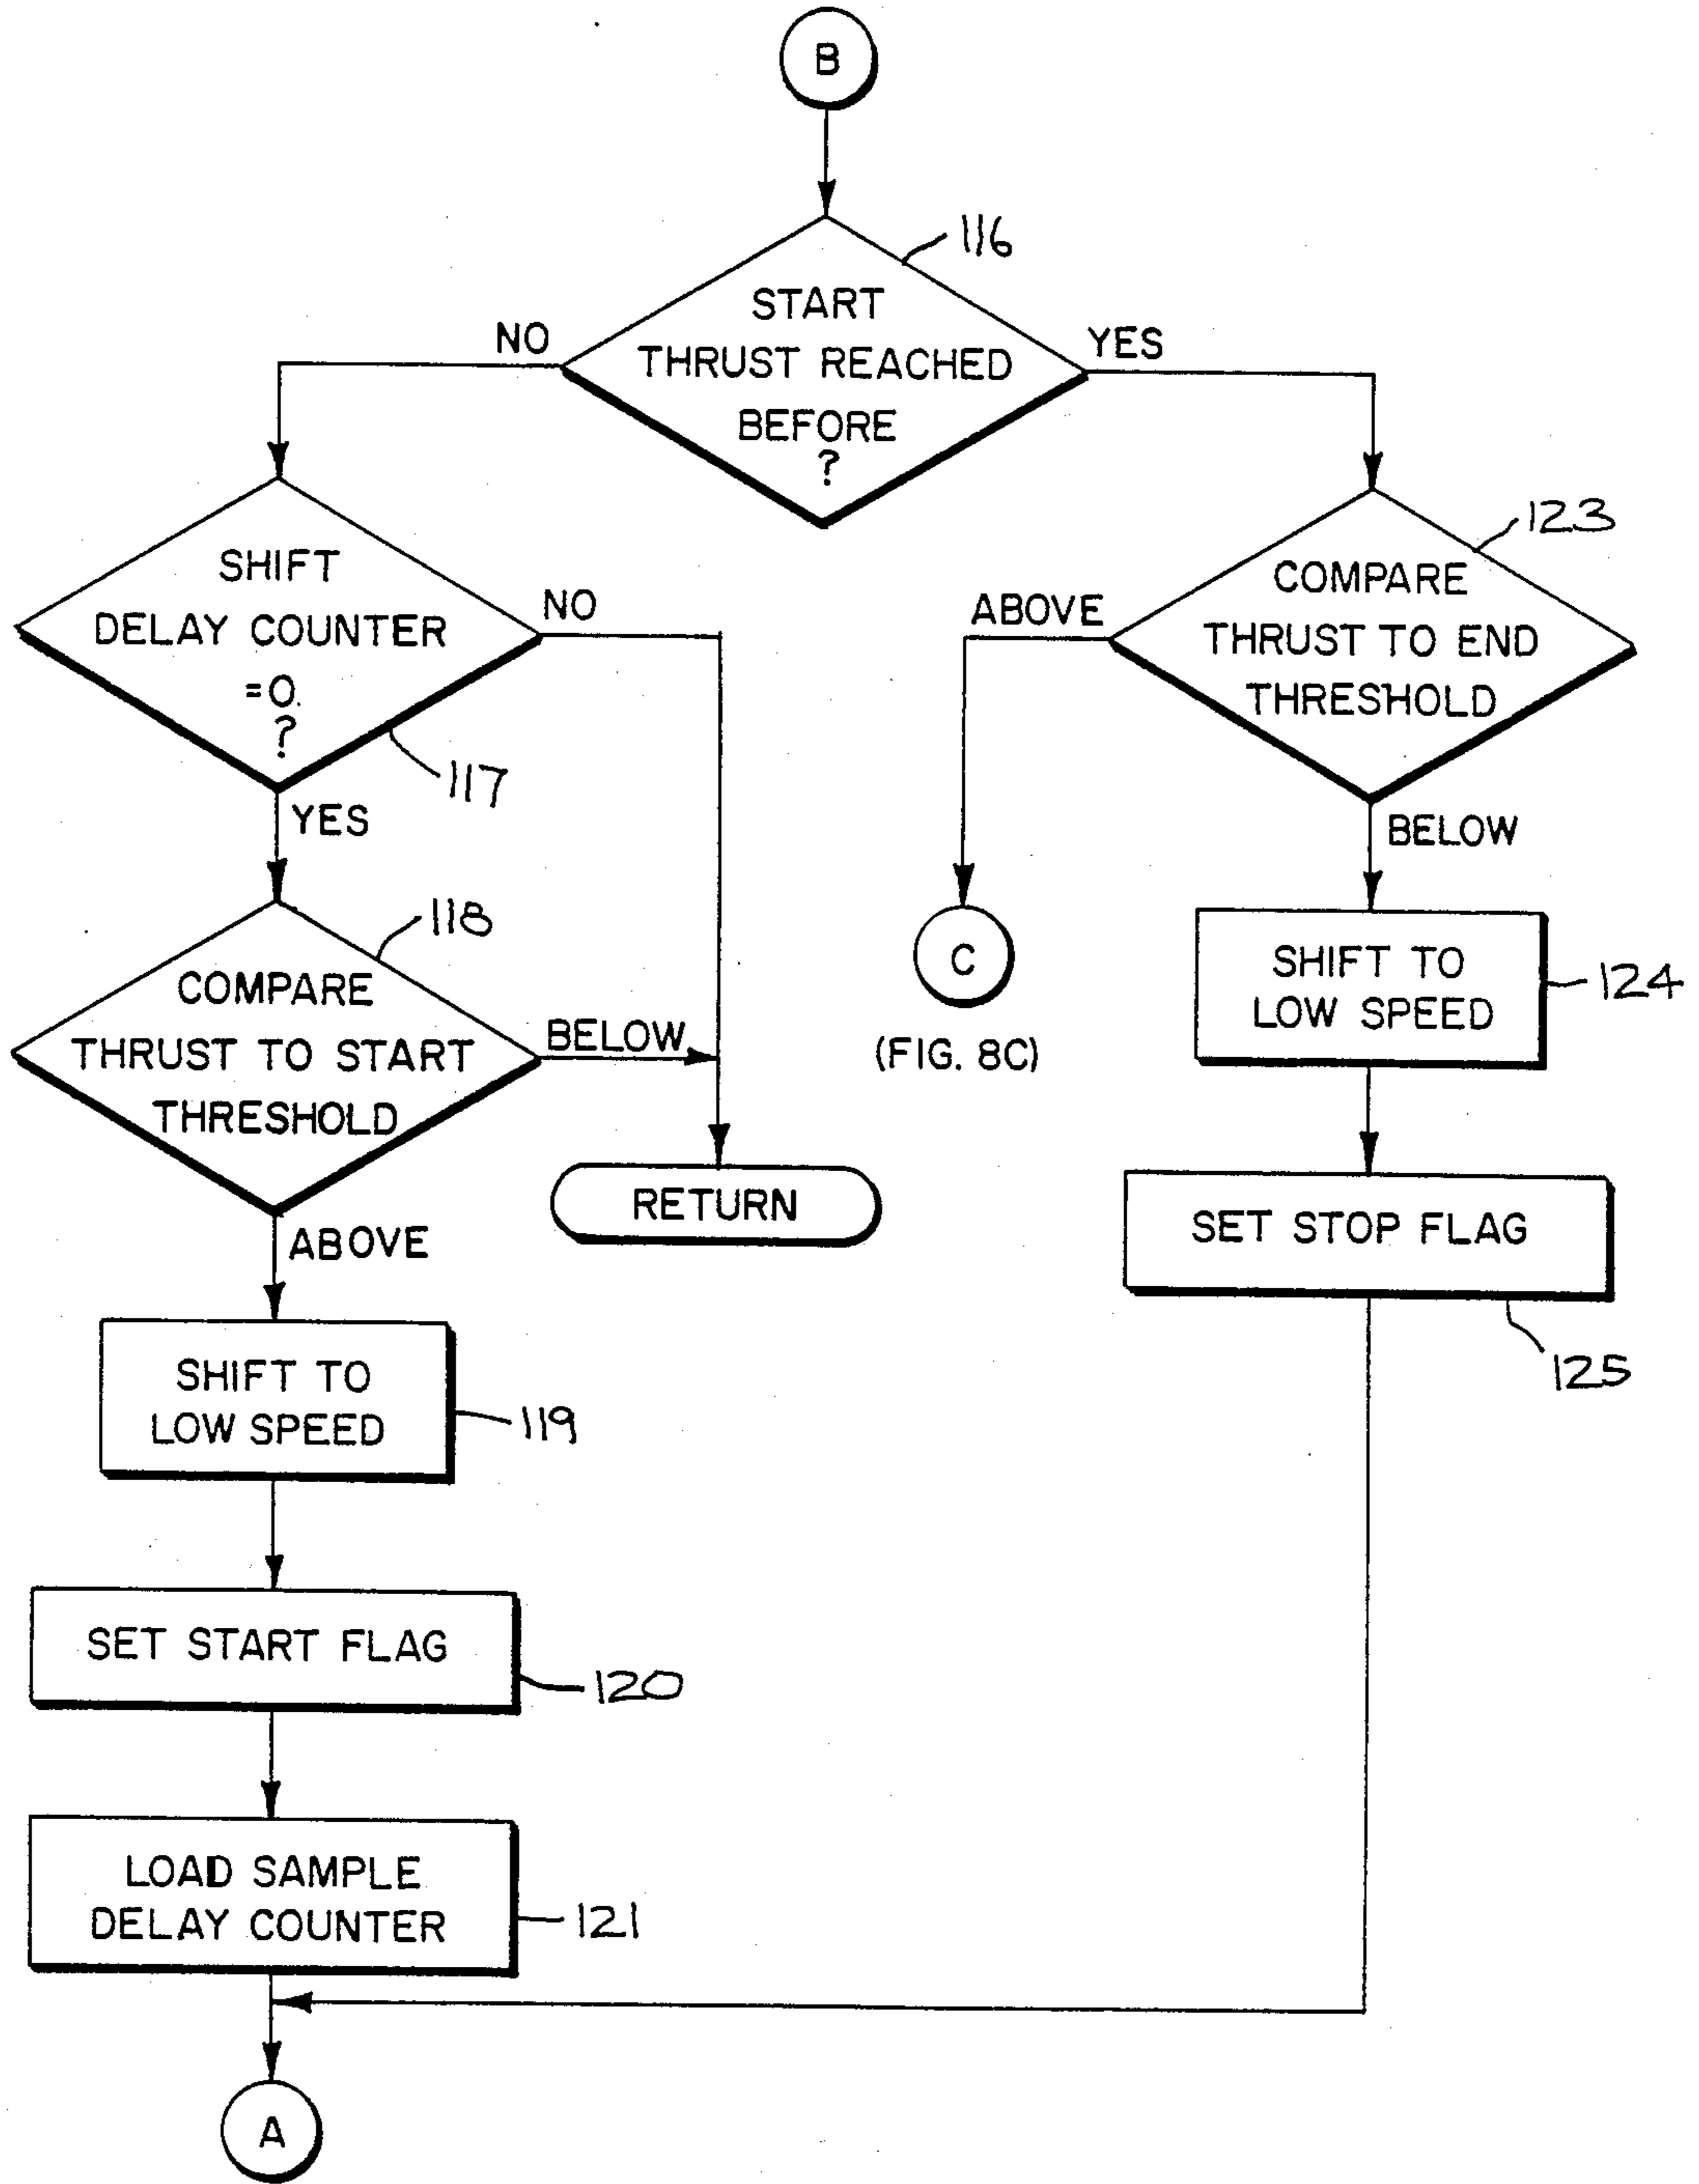 B
116
START
THRUST REACHED
BEFORE
?
NO
YES
SHIFT
DELAY COUNTER
=0.
?
NO
117
YES
123
COMPARE
THRUST TO END
THRESHOLD
ABOVE
BELOW
118
COMPARE
THRUST TO START
THRESHOLD
BELOW
C
(FIG. 8C)
SHIFT TO
LOW SPEED
124
RETURN
ABOVE
SET STOP FLAG
125
SHIFT TO
LOW SPEED
119
SET START FLAG
120
LOAD SAMPLE
DELAY COUNTER
121
A